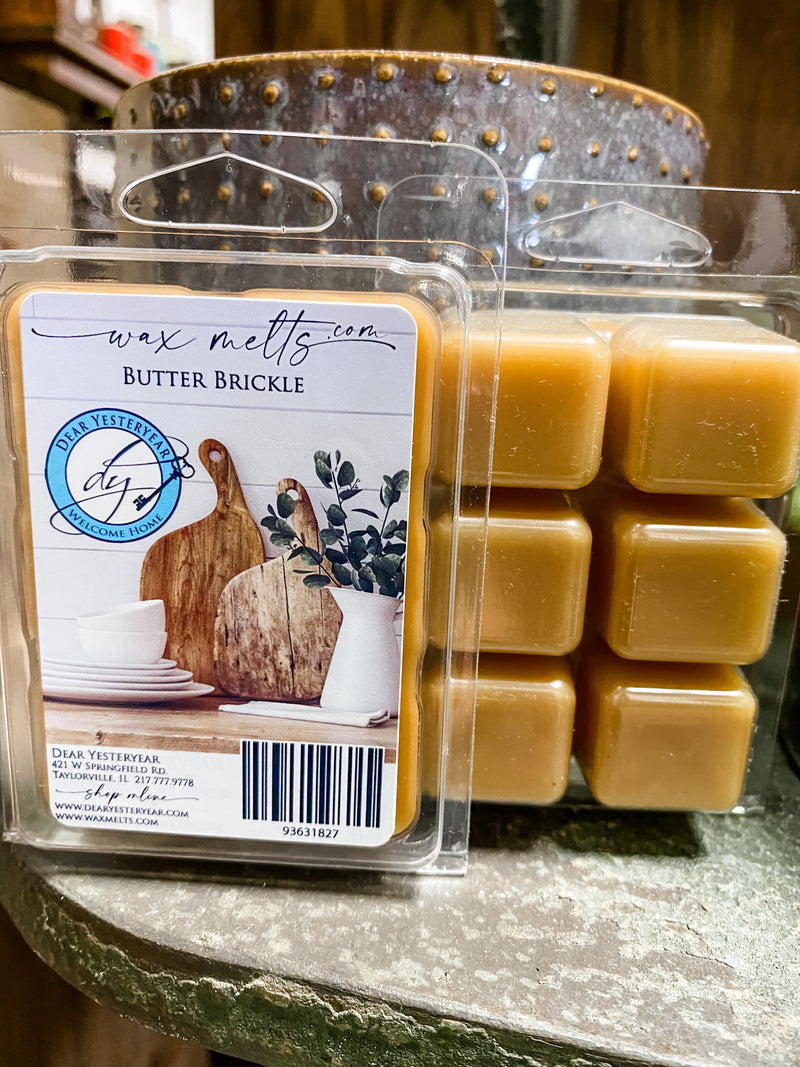 wax melts.com
BUTTER BRICKLE
DEAR YESTERYEAR
dy
WELCOME HOME
DEAR YESTERYEAR
421 W SPRINGFIELD RD.
TAYLORVILLE, IL 217.777.9778
shop online
WWW.DEARYESTERYEAR.COM
WWW.WAXMELTS.COM
93631827